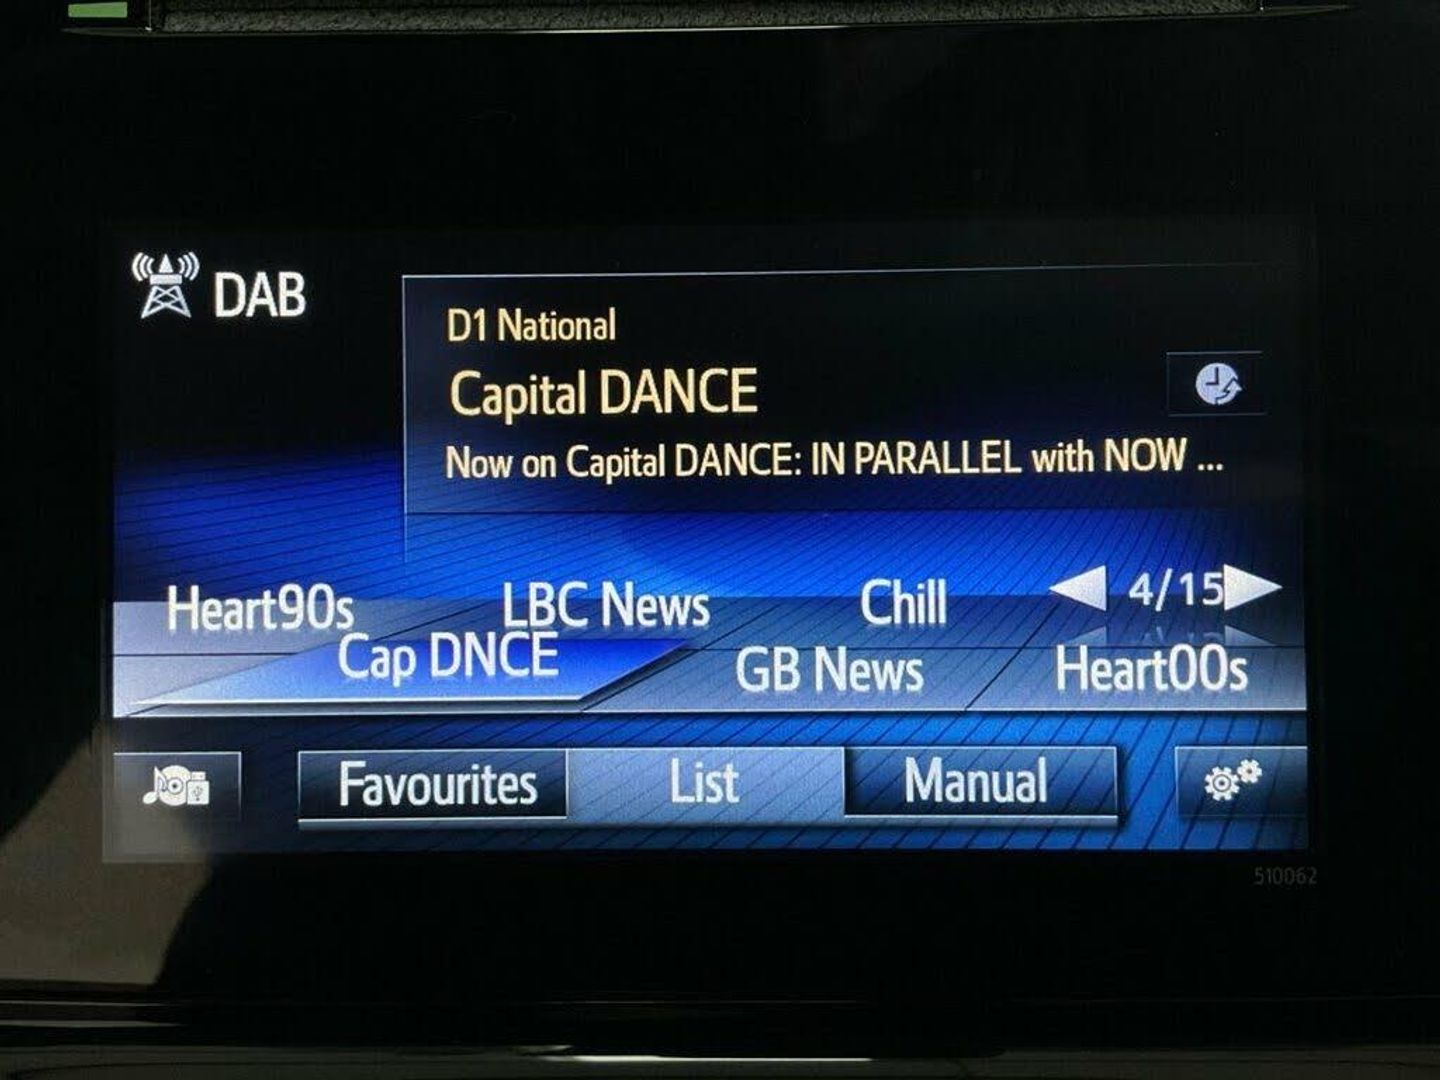 DAB
D1 National
Capital DANCE
Now on Capital DANCE: IN PARALLEL with NOW ...
Heart90s LBC News Chill 4/15
Cap DNCE GB News Heart00s
Favourites List Manual
510062